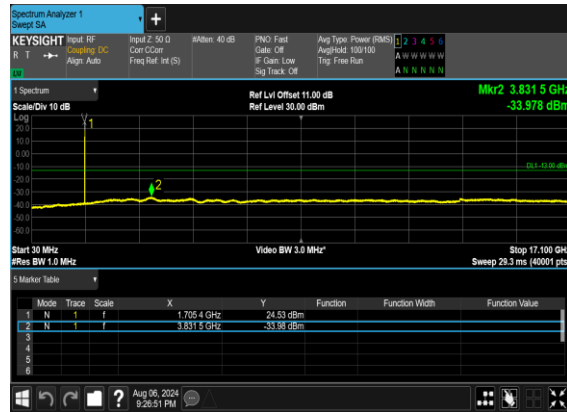 Spectrum Analyzer 1
Swept SA
KEYSIGHT Input: RF Input Z: 50 Ω #Atten: 40 dB PNO: Fast Avg Type: Power (RMS) 1 2 3 4 5 6
R T Coupling: DC Corr CCorr Gate: Off Avg|Hold: 100/100 A W W W W W
Align: Auto Freq Ref: Int (S) IF Gain: Low Trig: Free Run
Sig Track: Off A N N N N N
1 Spectrum Ref Lvl Offset 11.00 dB Mkr2 3.831 5 GHz
Scale/Div 10 dB Ref Level 30.00 dBm -33.978 dBm
Log
1
20.0
10.0
0.00
-10.0
DL1 -13.00 dBm
-20.0
2
-30.0
-40.0
-50.0
-60.0
Start 30 MHz Video BW 3.0 MHz* Stop 17.100 GHz
#Res BW 1.0 MHz Sweep 29.3 ms (40001 pts)
5 Marker Table
Mode Trace Scale X Y Function Function Width Function Value
1 N 1 f 1.705 4 GHz 24.53 dBm
2 N 1 f 3.831 5 GHz -33.98 dBm
3
4
5
6
? Aug 06, 2024
9:26:51 PM